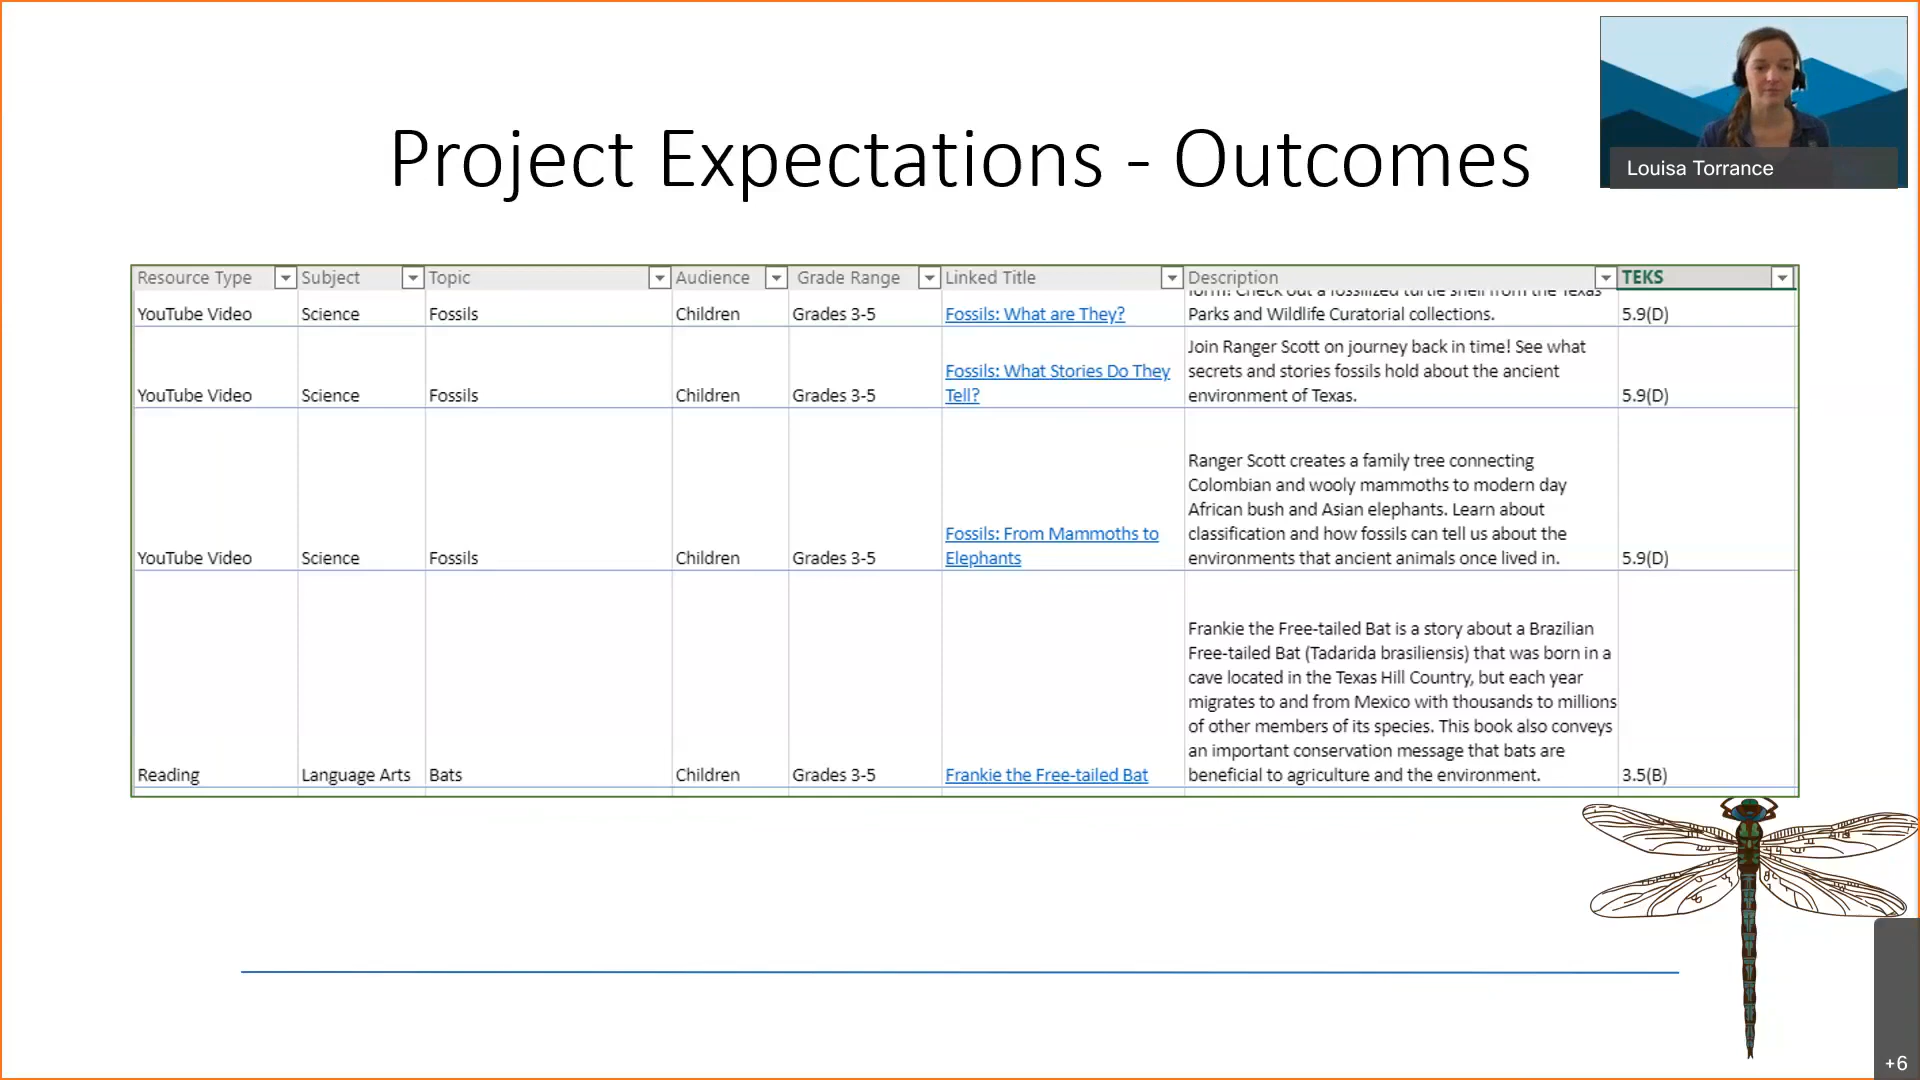 Louisa Torrance
Project Expectations - Outcomes
Resource Type Subject Topic Audience Grade Range Linked Title Description TEKS
form! Check out a fossilized turtle shell from the Texas
YouTube Video Science Fossils Children Grades 3-5 Fossils: What are They? Parks and Wildlife Curatorial collections. 5.9(D)
Join Ranger Scott on journey back in time! See what
Fossils: What Stories Do They secrets and stories fossils hold about the ancient
YouTube Video Science Fossils Children Grades 3-5 Tell? environment of Texas. 5.9(D)
Ranger Scott creates a family tree connecting
Colombian and wooly mammoths to modern day
African bush and Asian elephants. Learn about
Fossils: From Mammoths to classification and how fossils can tell us about the
YouTube Video Science Fossils Children Grades 3-5 Elephants environments that ancient animals once lived in. 5.9(D)
Frankie the Free-tailed Bat is a story about a Brazilian
Free-tailed Bat (Tadarida brasiliensis) that was born in a
cave located in the Texas Hill Country, but each year
migrates to and from Mexico with thousands to millions
of other members of its species. This book also conveys
an important conservation message that bats are
Reading Language Arts Bats Children Grades 3-5 Frankie the Free-tailed Bat beneficial to agriculture and the environment. 3.5(B)
+6